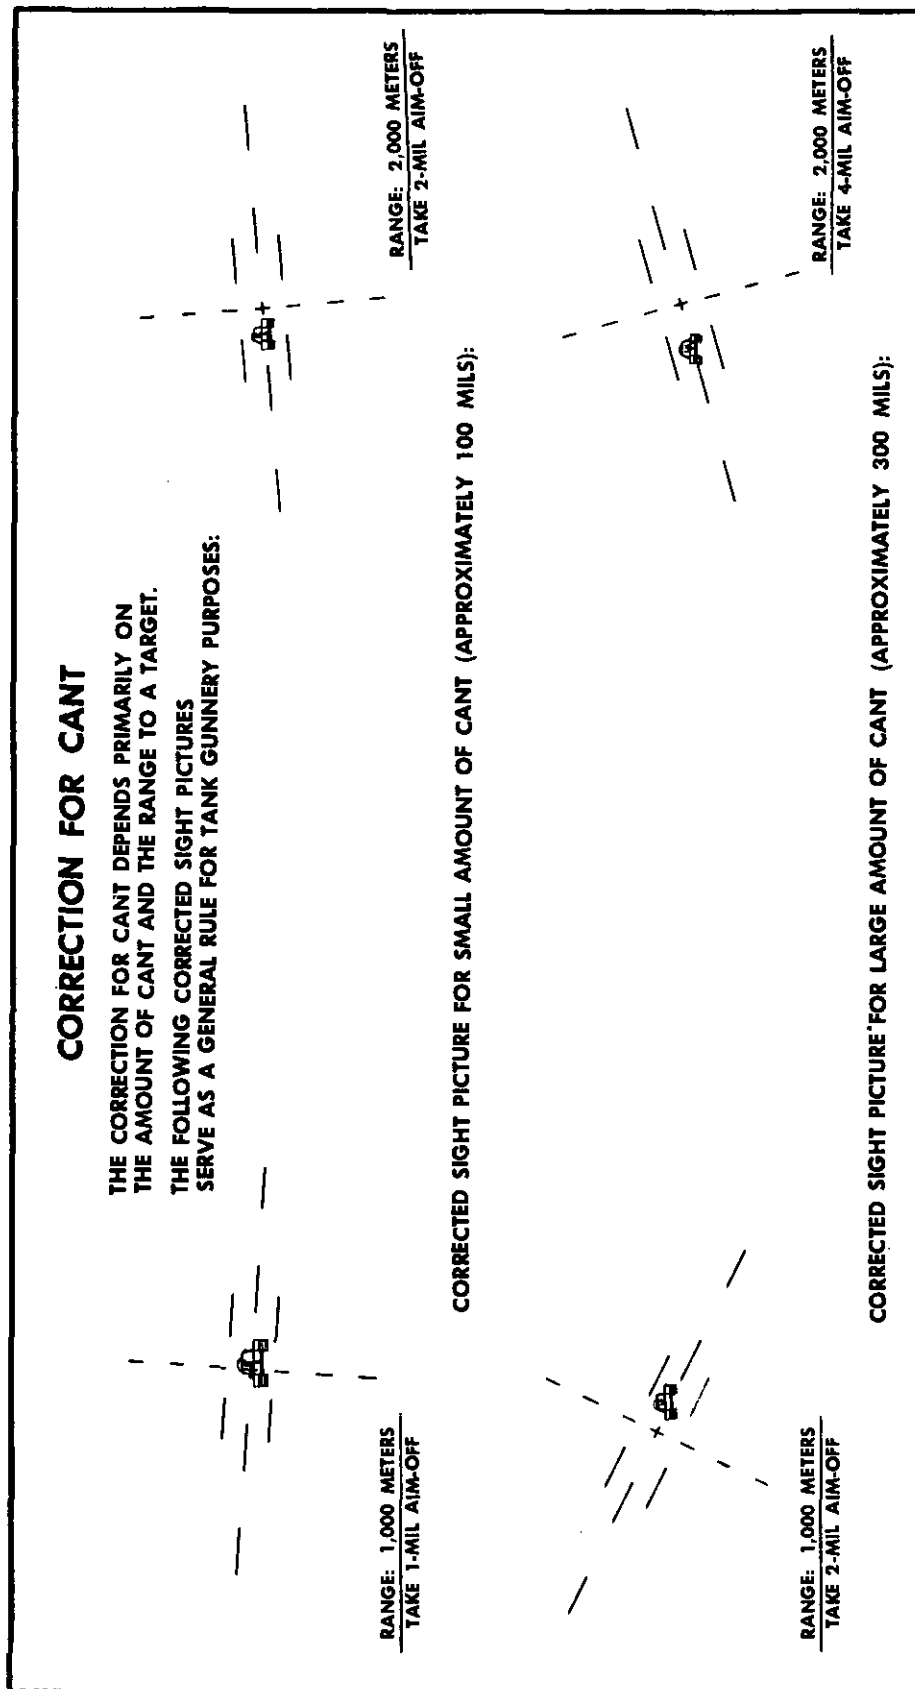 CORRECTION FOR CANT
THE CORRECTION FOR CANT DEPENDS PRIMARILY ON
THE AMOUNT OF CANT AND THE RANGE TO A TARGET.
THE FOLLOWING CORRECTED SIGHT PICTURES
SERVE AS A GENERAL RULE FOR TANK GUNNERY PURPOSES:
RANGE: 1,000 METERS
TAKE 1-MIL AIM-OFF
RANGE: 2,000 METERS
TAKE 2-MIL AIM-OFF
CORRECTED SIGHT PICTURE FOR SMALL AMOUNT OF CANT (APPROXIMATELY 100 MILS):
RANGE: 1,000 METERS
TAKE 2-MIL AIM-OFF
RANGE: 2,000 METERS
TAKE 4-MIL AIM-OFF
CORRECTED SIGHT PICTURE FOR LARGE AMOUNT OF CANT (APPROXIMATELY 300 MILS):